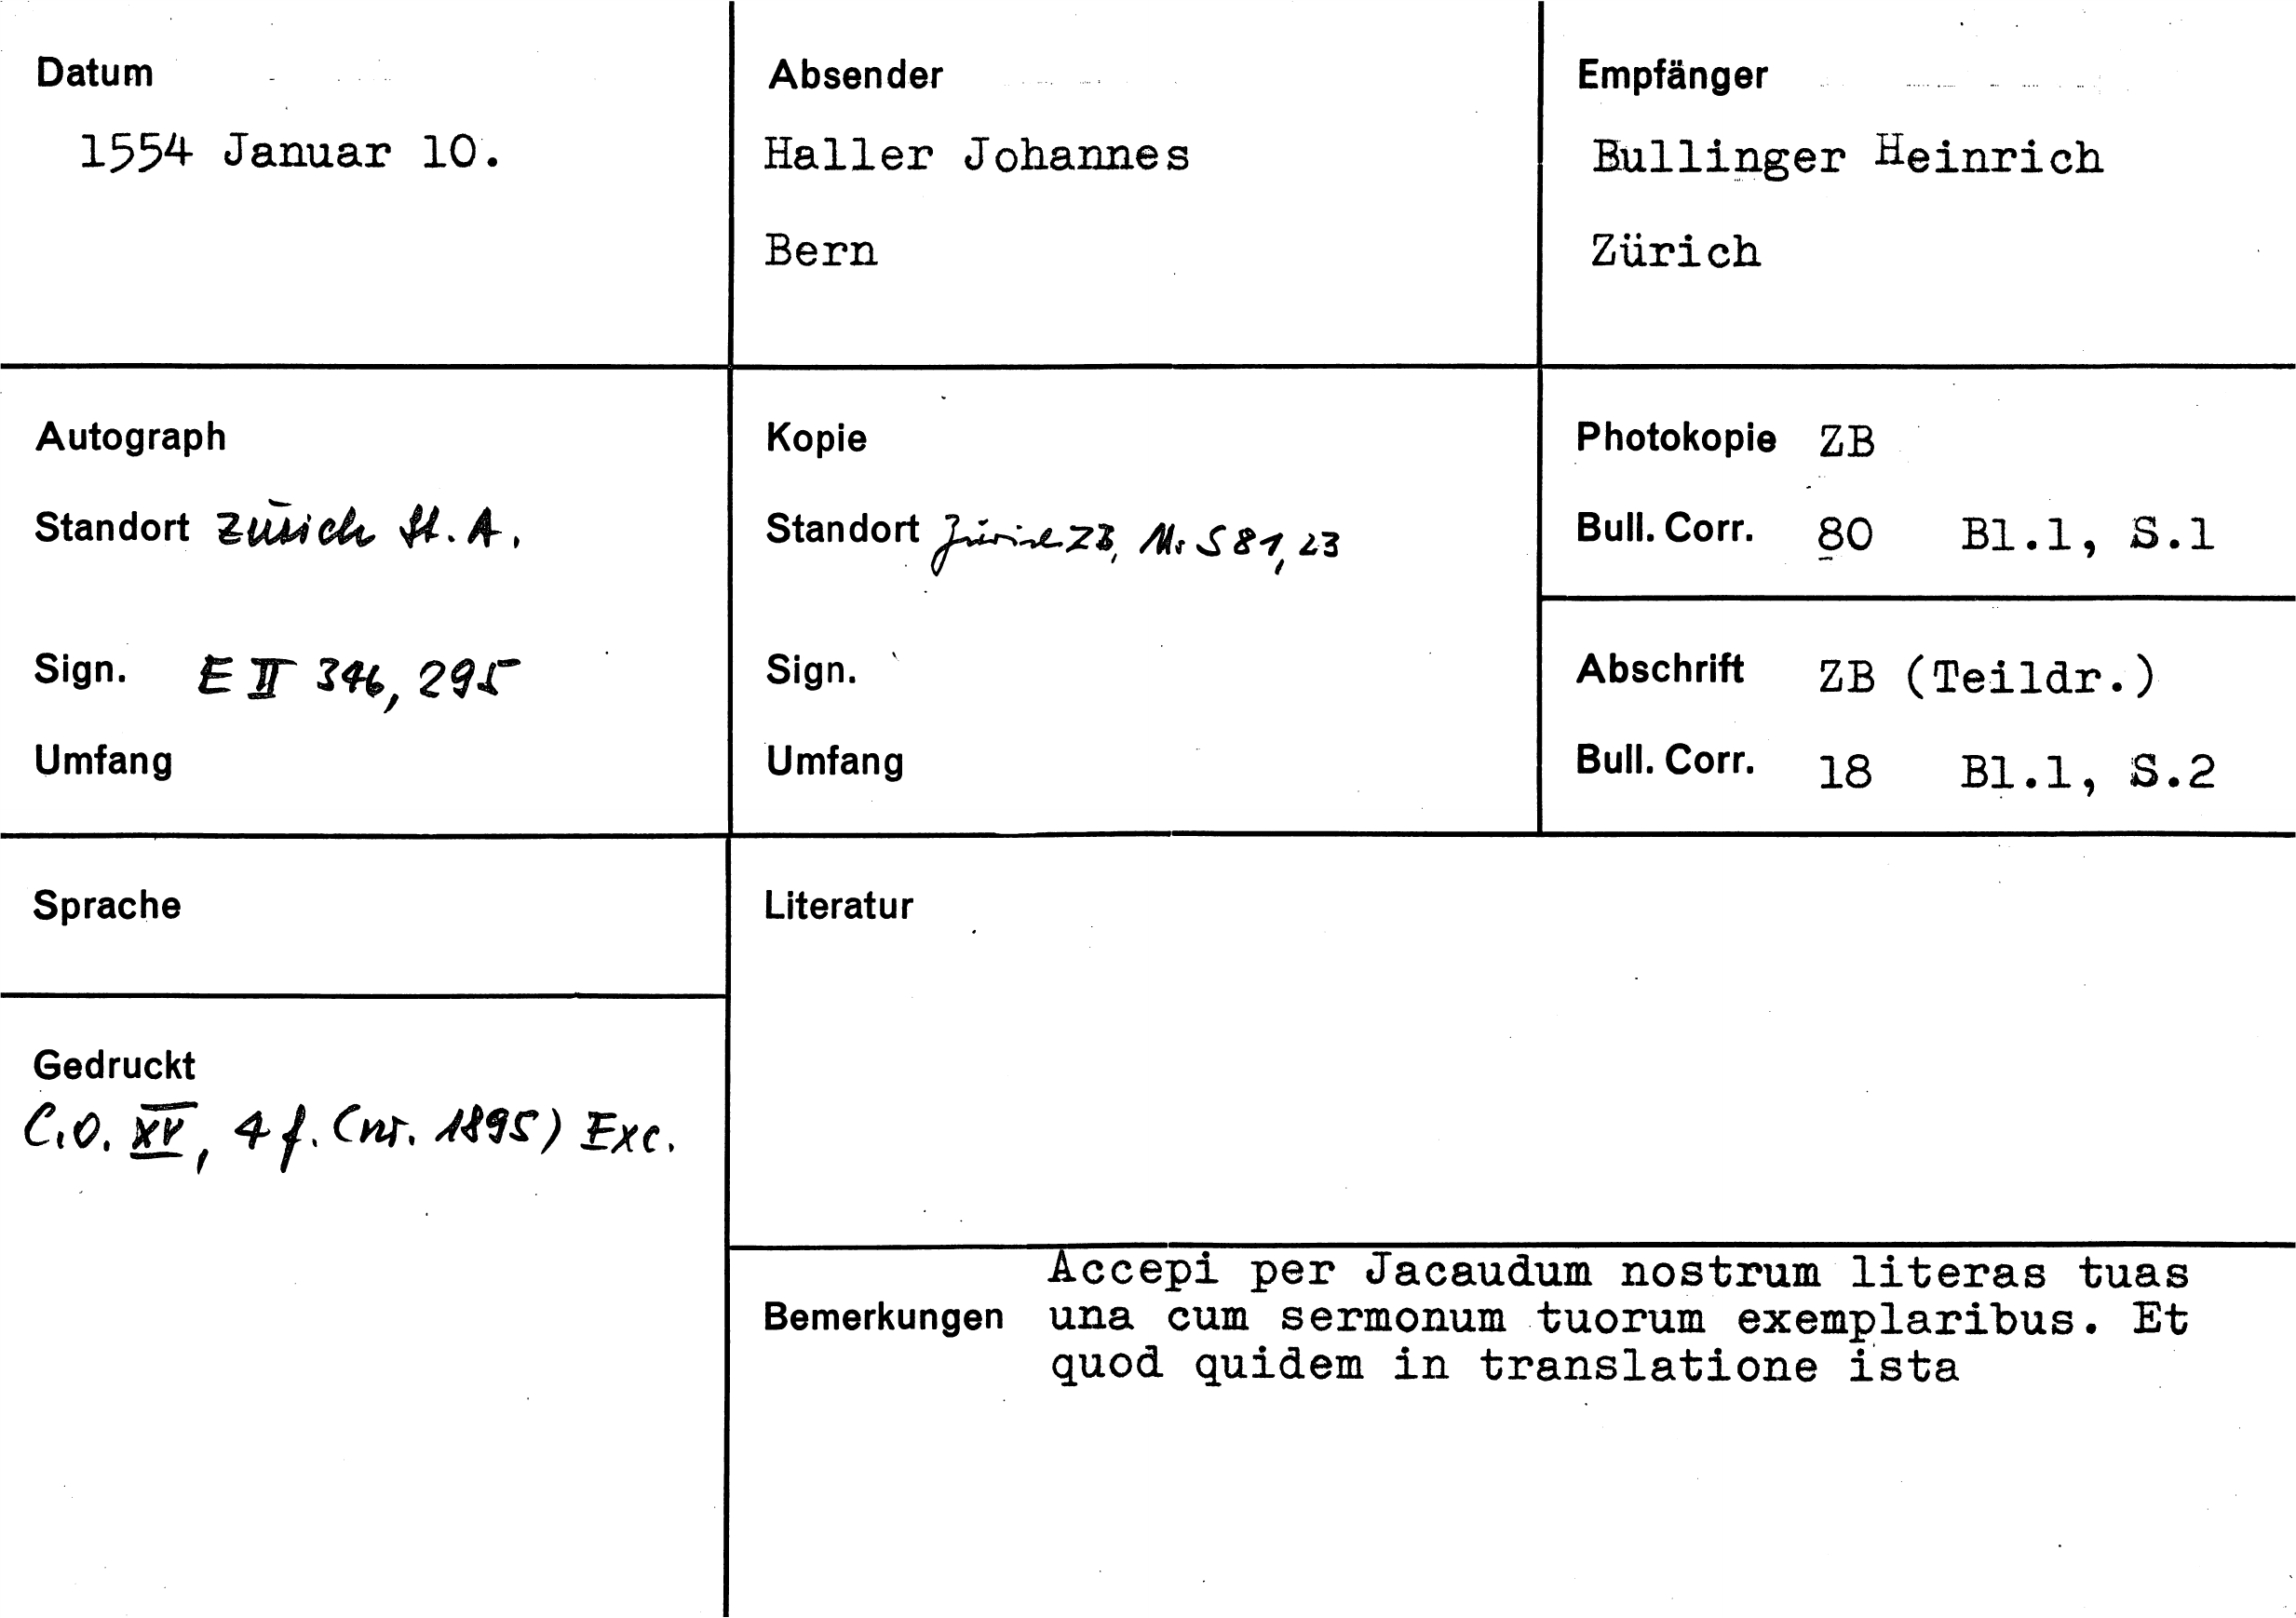 Datum
1554 Januar 10.
Absender
Haller Johannes
Bern
Empfänger
Bullinger Heinrich
Zürich
Autograph
Standort Zürich St. A.
Sign. E II 346, 295
Umfang
Kopie
Standort Zürich ZB, Ms S 81, 23
Sign.
Umfang
Photokopie ZB
Bull. Corr. 80 Bl.1, S.1
Abschrift ZB (Teildr.)
Bull. Corr. 18 Bl.1, S.2
Sprache
Literatur
Gedruckt
C.O. XV, 4 f. (nr. 1895) Exc.
Bemerkungen
Accepi per Jacaudum nostrum literas tuas
una cum sermonum tuorum exemplaribus. Et
quod quidem in translatione ista